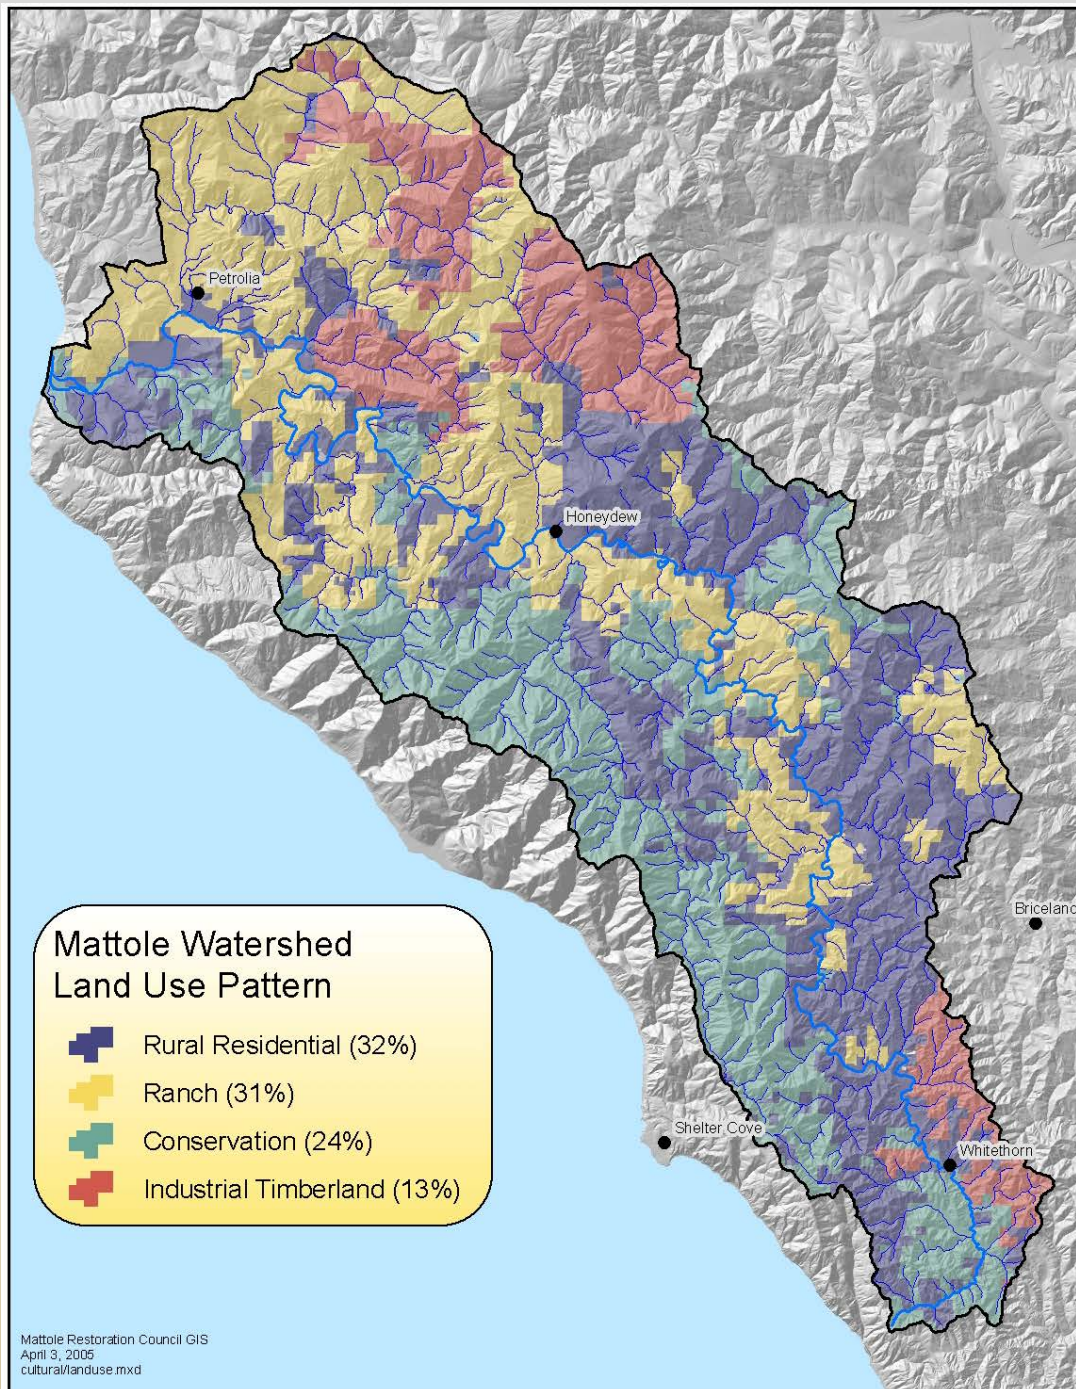 Petrolia
Honeydew
Briceland
Shelter Cove
Whitethorn
Mattole Watershed
Land Use Pattern
Rural Residential (32%)
Ranch (31%)
Conservation (24%)
Industrial Timberland (13%)
Mattole Restoration Council GIS
April 3, 2005
cultural/landuse.mxd